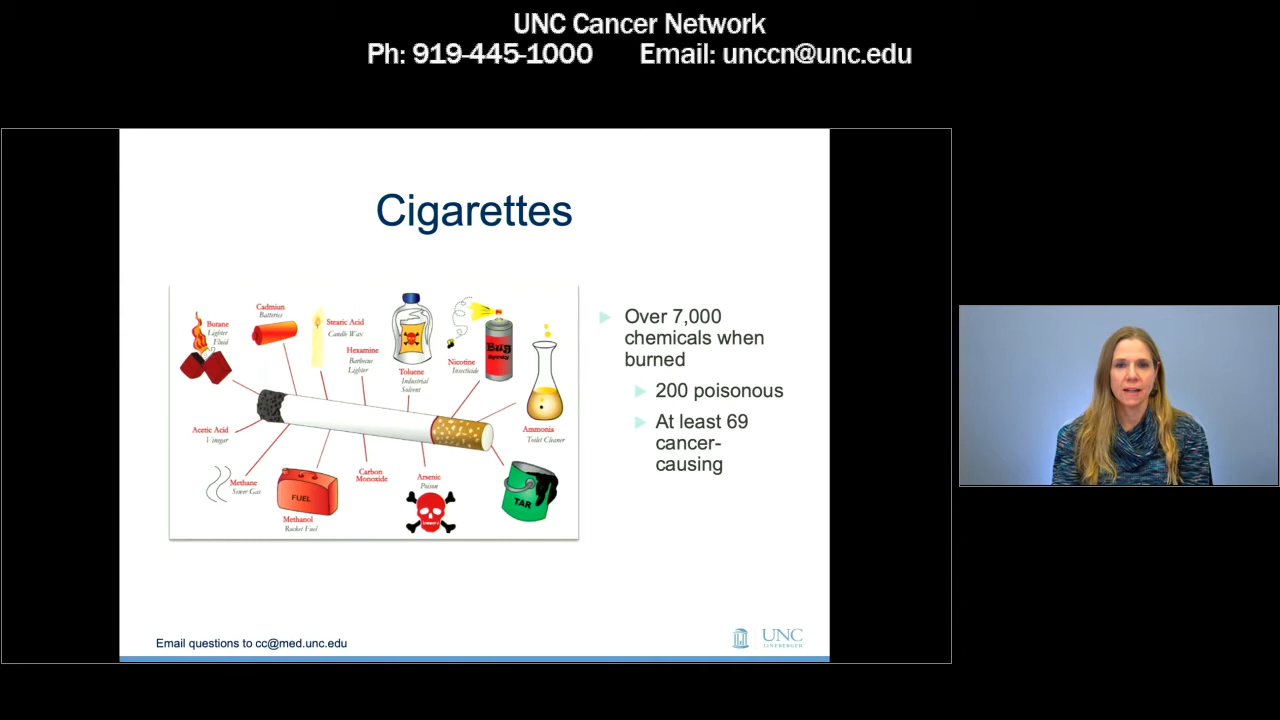 UNC Cancer Network
Ph: 919-445-1000 Email: unccn@unc.edu
Cigarettes
Butane
Lighter
Fluid
Cadmiun
Batteries
Stearic Acid
Candle Wax
Hexamine
Barbecue
Lighter
Toluene
Industrial
Solvent
Nicotine
Insecticide
Bug
Spray
Ammonia
Toilet Cleaner
Acetic Acid
Vinegar
Methane
Sewer Gas
FUEL
Methanol
Rocket Fuel
Carbon
Monoxide
Arsenic
Poison
TAR
Over 7,000
chemicals when
burned
200 poisonous
At least 69
cancer-
causing
Email questions to cc@med.unc.edu
UNC
LINEBERGER